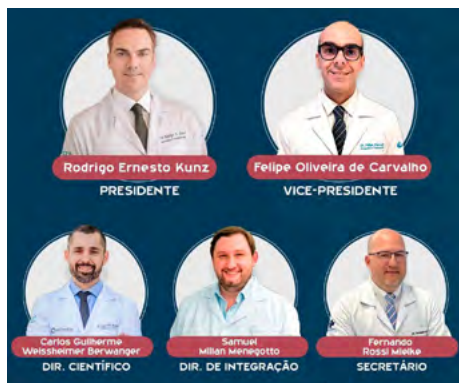 Rodrigo Ernesto Kunz
Felipe Oliveira de Carvalho
PRESIDENTE
VICE-PRESIDENTE
Carlos Guilherme
Weissheimer Berwanger
Samuel
Milian Menegotto
Fernando
Rossi Mielke
DIR. CIENTÍFICO
DIR. DE INTEGRAÇÃO
SECRETÁRIO